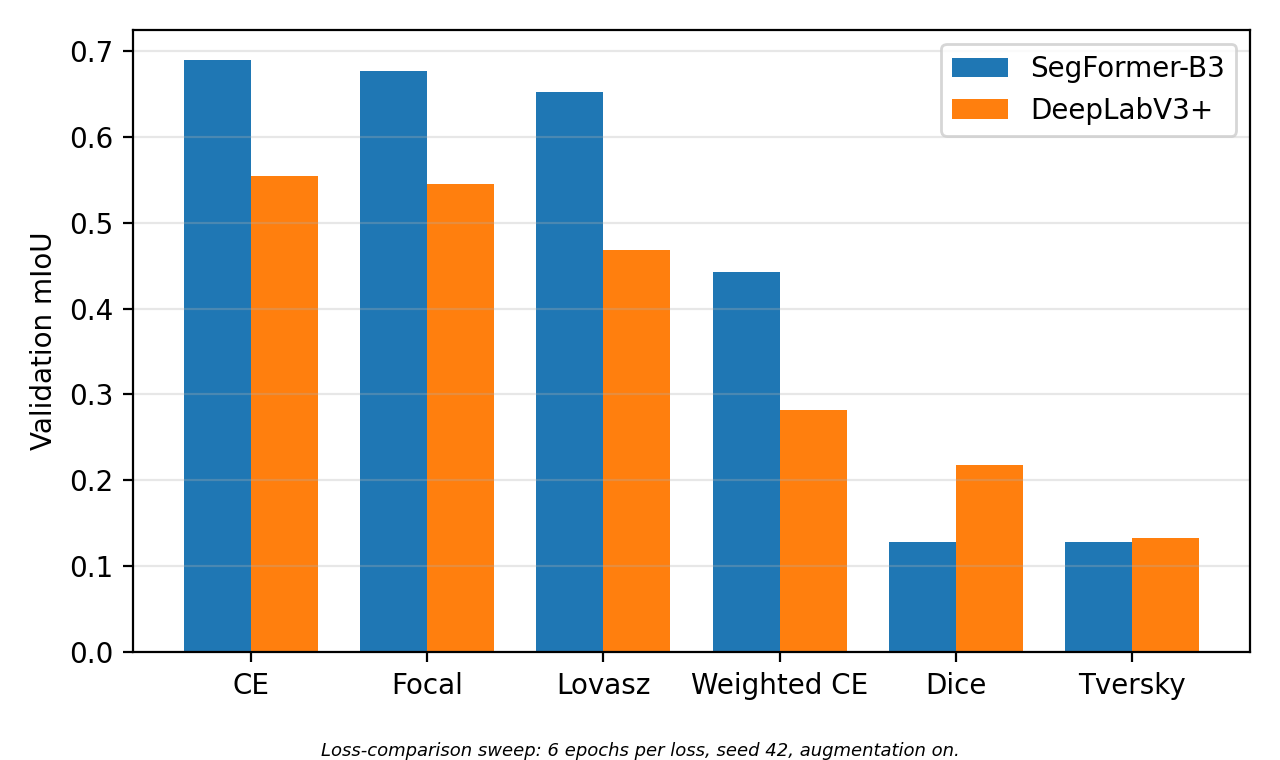 SegFormer-B3
DeepLabV3+
Validation mIoU
0.7
0.6
0.5
0.4
0.3
0.2
0.1
0.0
CE Focal Lovasz Weighted CE Dice Tversky
Loss-comparison sweep: 6 epochs per loss, seed 42, augmentation on.